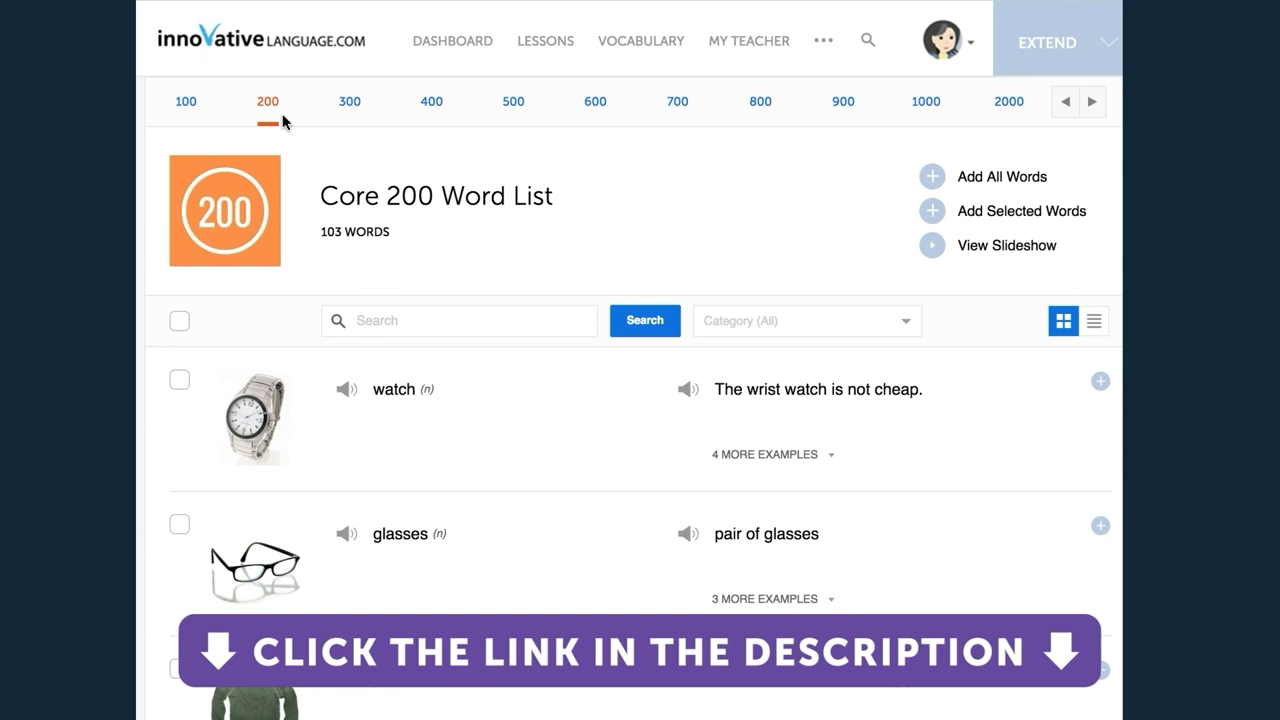 innoVative LANGUAGE.COM
DASHBOARD LESSONS VOCABULARY MY TEACHER EXTEND
100 200 300 400 500 600 700 800 900 1000 2000
200
Core 200 Word List
103 WORDS
Add All Words
Add Selected Words
View Slideshow
Search Search Category (All)
watch (n) The wrist watch is not cheap.
4 MORE EXAMPLES
glasses (n) pair of glasses
3 MORE EXAMPLES
CLICK THE LINK IN THE DESCRIPTION